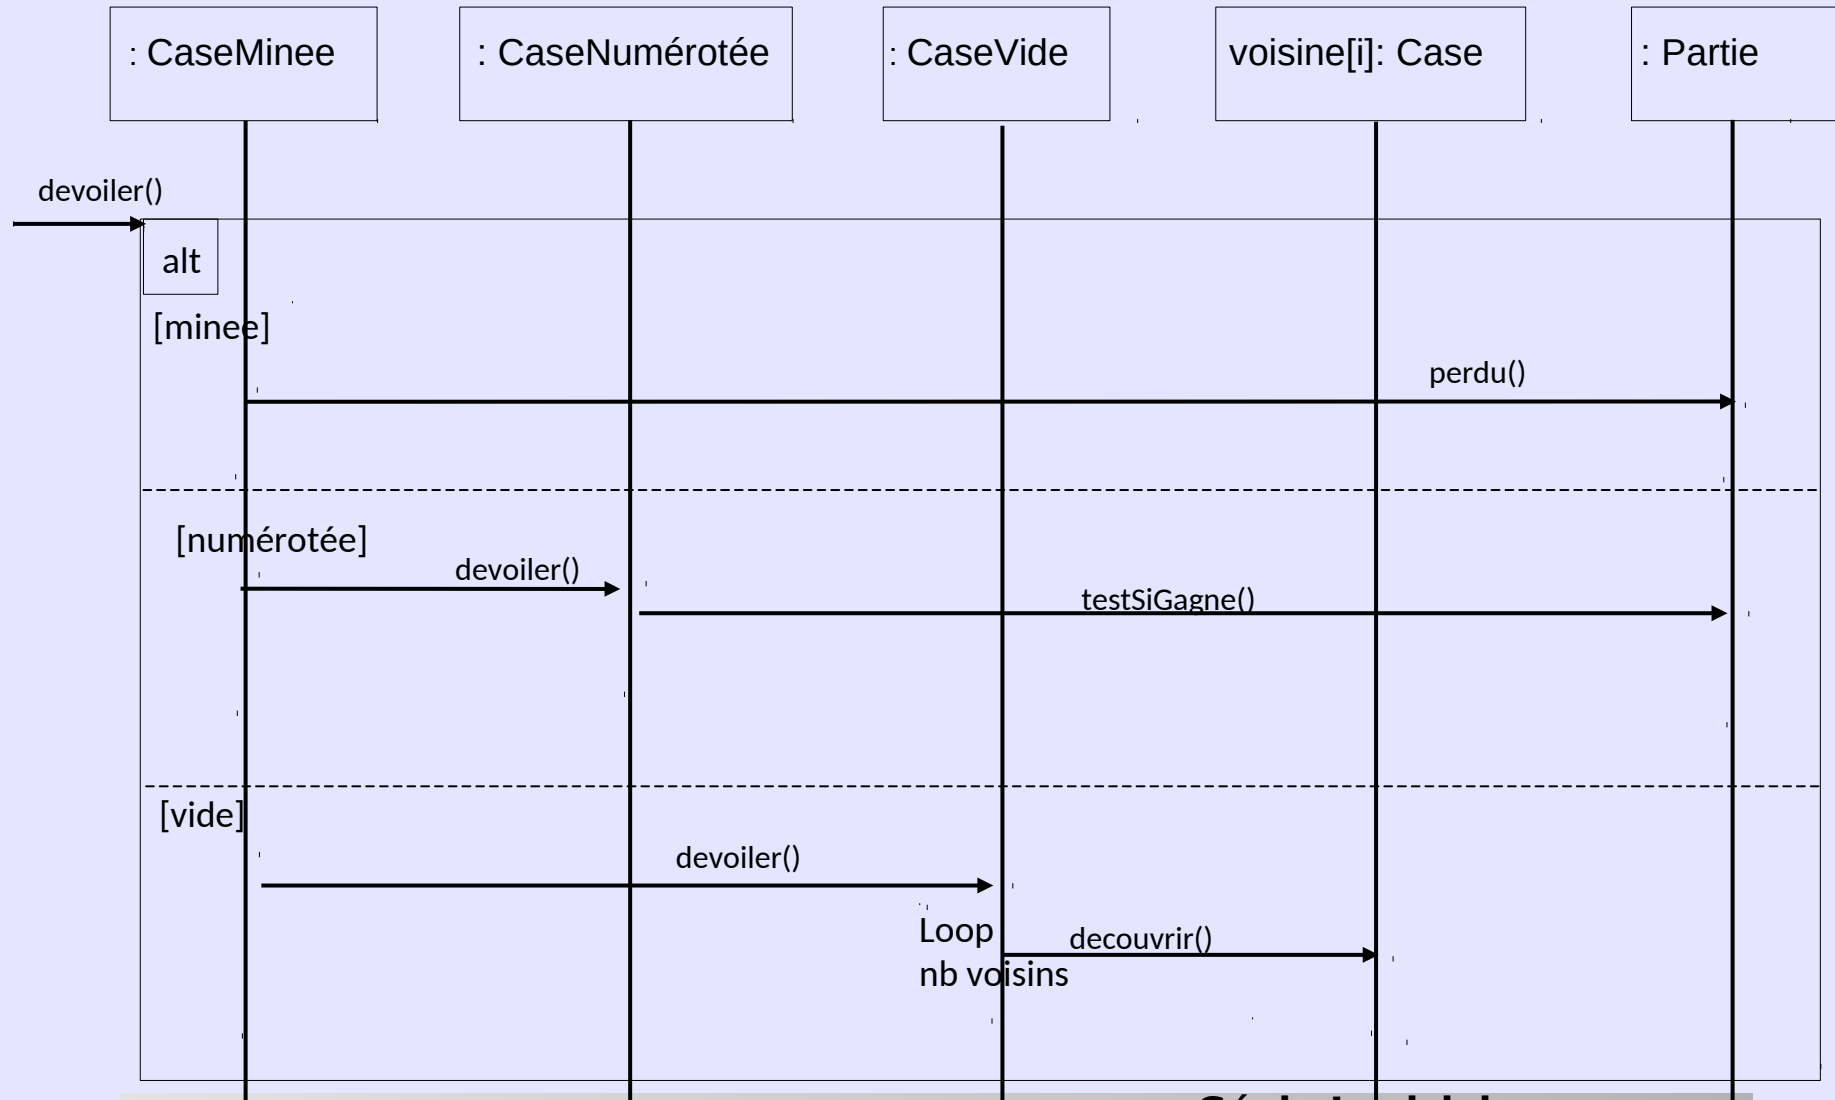 : CaseMinee
: CaseNumérotée
: CaseVide
voisine[i]: Case
: Partie
devoiler()
alt
[minee]
perdu()
[numérotée]
devoiler()
testSiGagne()
[vide]
devoiler()
Loop
decouvrir()
nb voisins